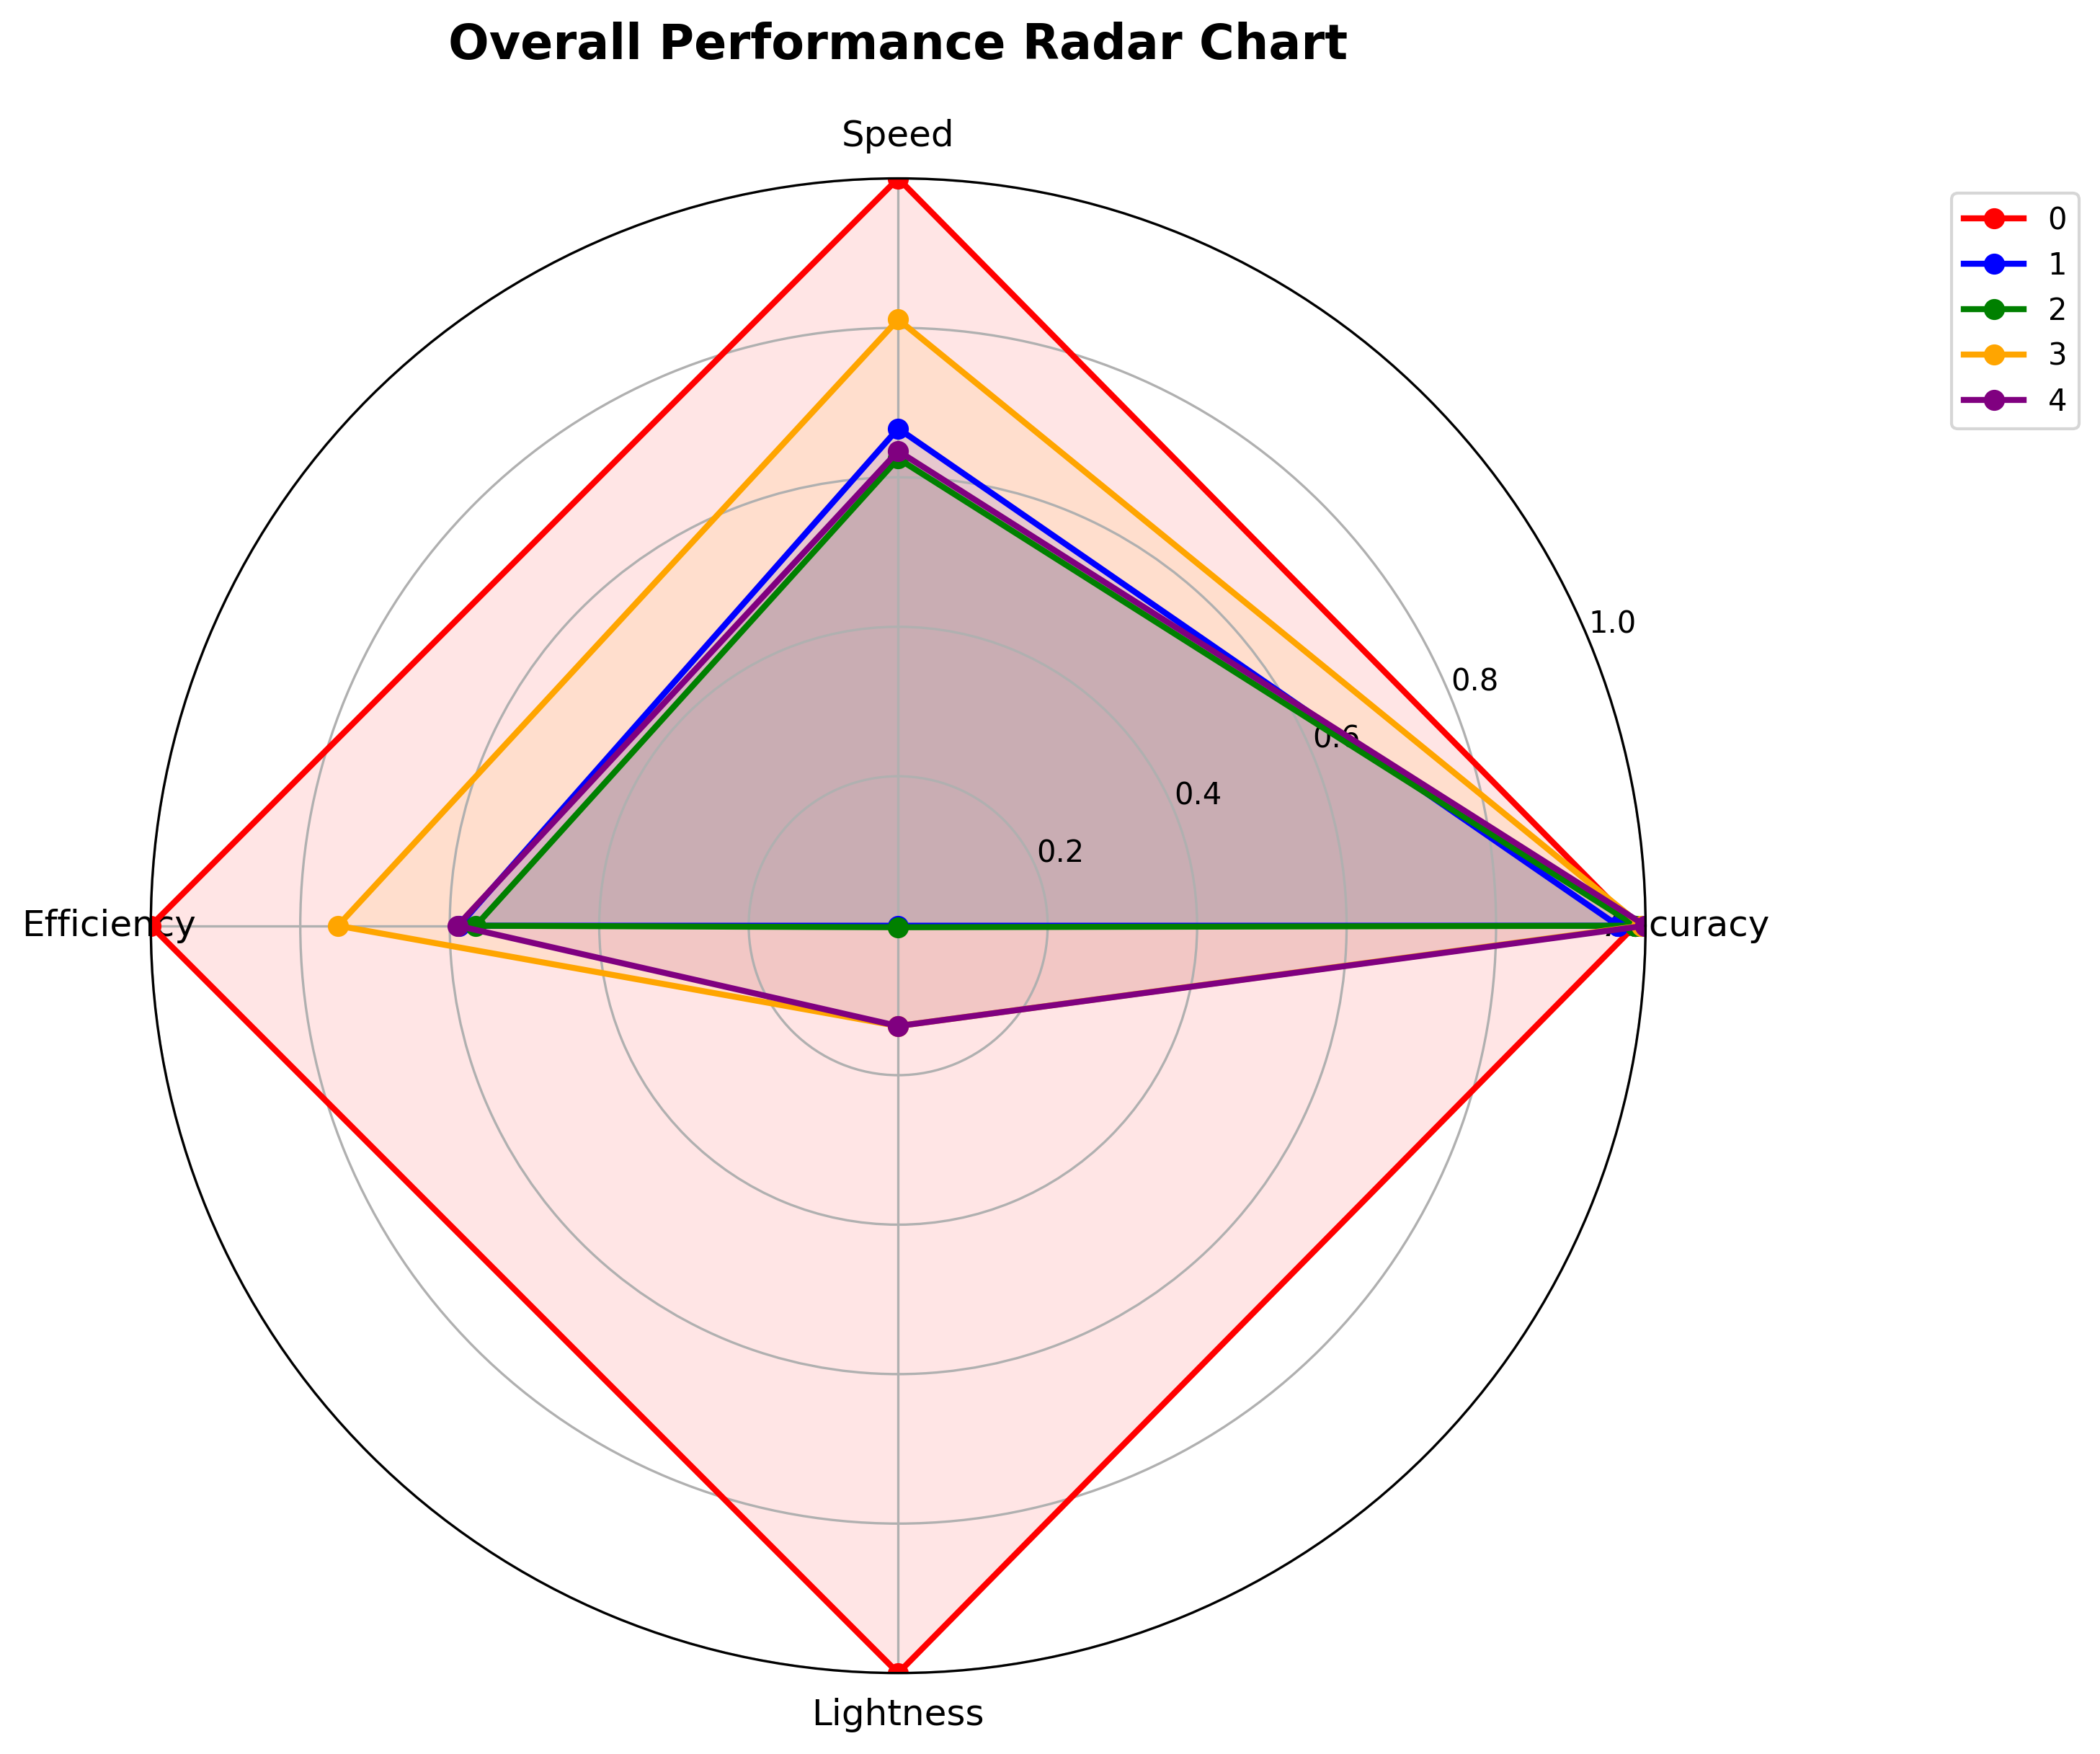 Overall Performance Radar Chart
Speed
0
1
2
3
4
1.0
0.8
0.6
0.4
0.2
Efficiency
Accuracy
Lightness